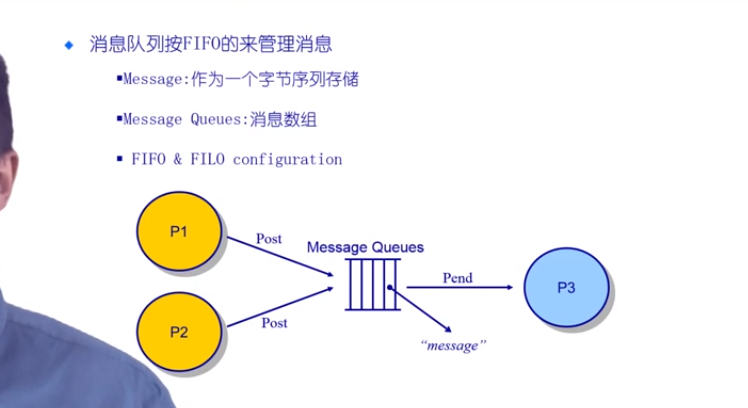 消息队列按FIFO的来管理消息
Message:作为一个字节序列存储
Message Queues:消息数组
FIFO & FILO configuration
P1
Post
Message Queues
Pend
P3
P2
Post
“message”